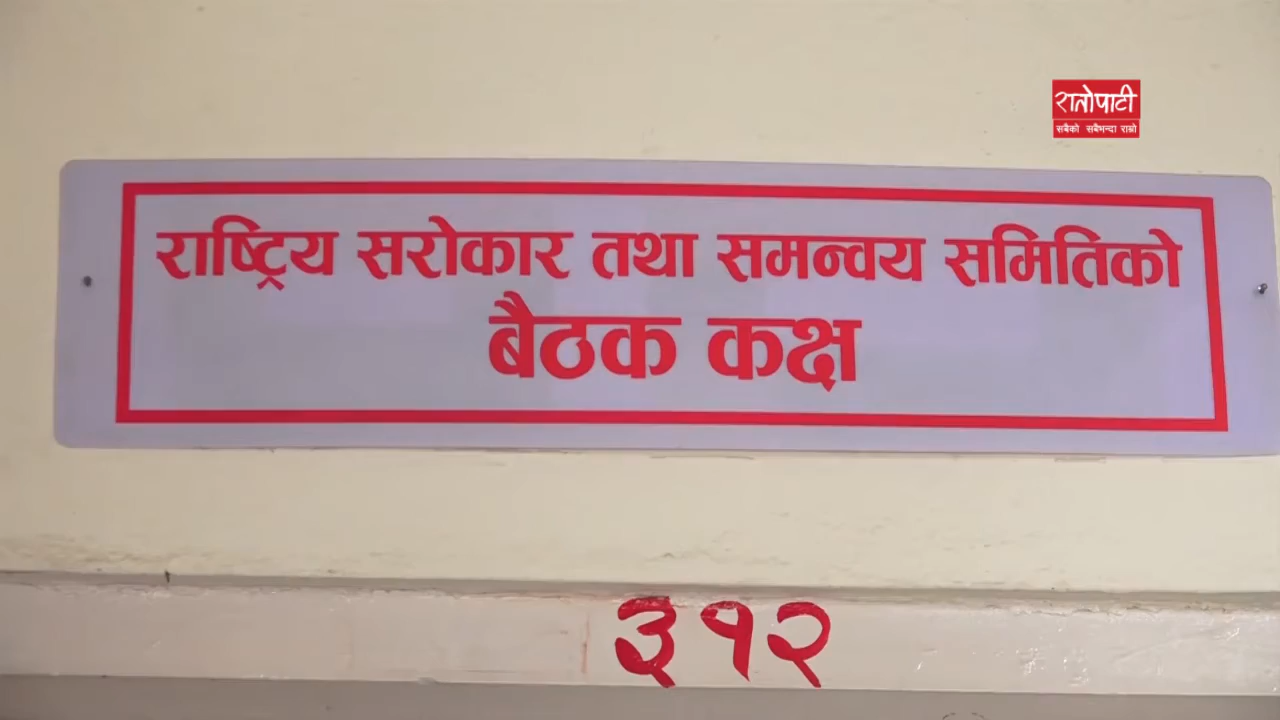 रातोपाटी
सबैको सबैभन्दा राम्रो
राष्ट्रिय सरोकार तथा समन्वय समितिको
बैठक कक्ष
३१२